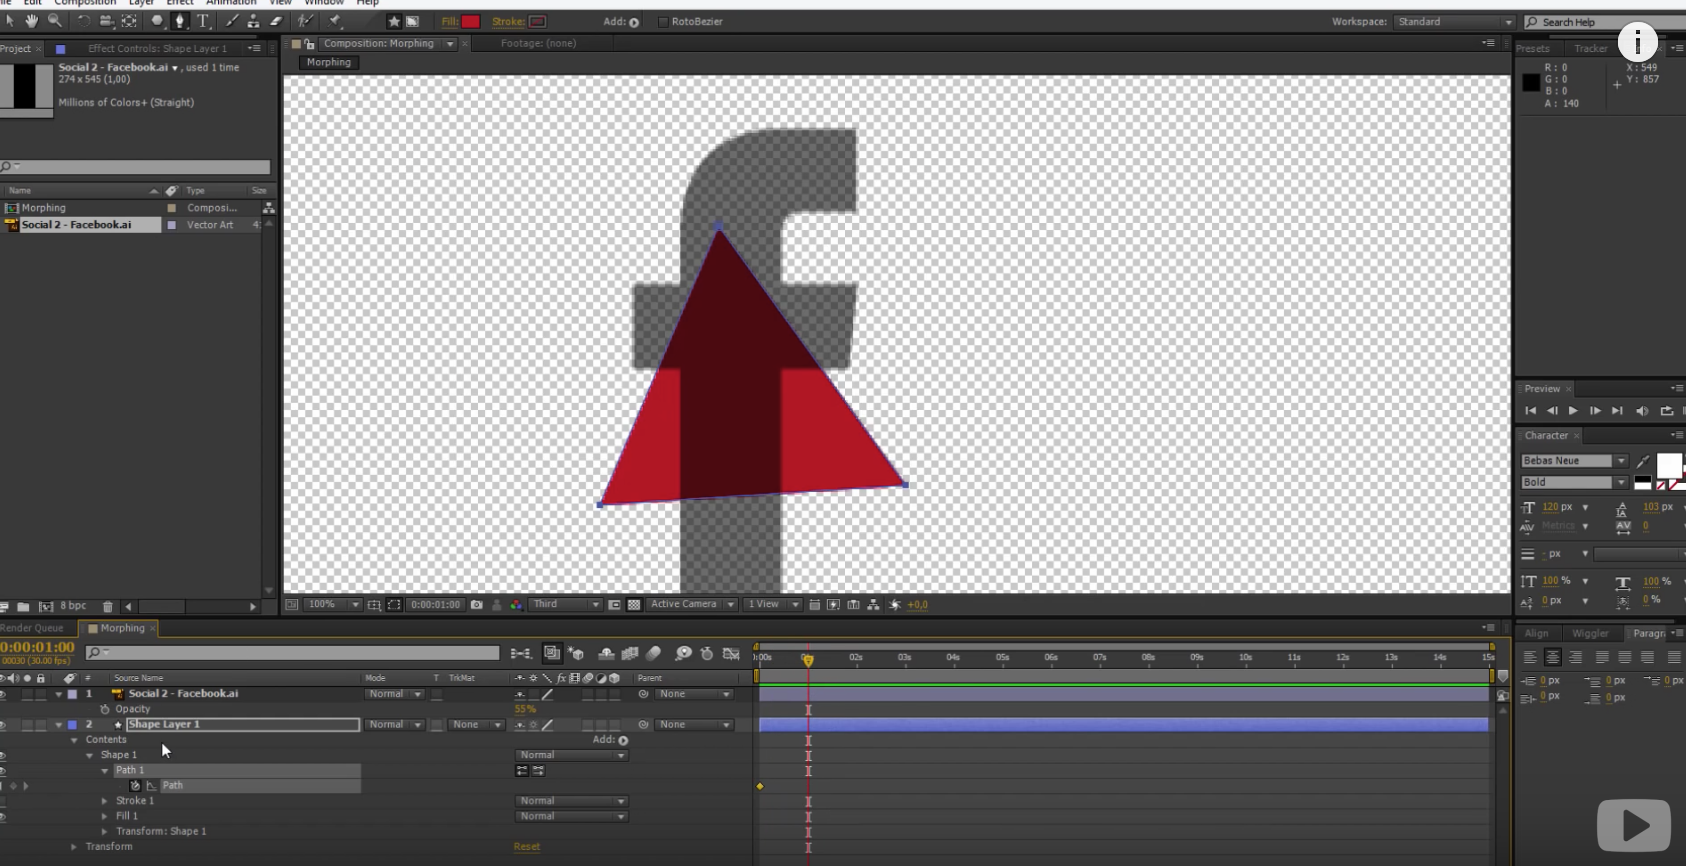 Edit Composition Layer Effect Animation View Window Help
Fill: Stroke: Add: RotoBezier Workspace: Standard Search Help
Project Effect Controls: Shape Layer 1 Composition: Morphing Footage: (none) Presets Tracker
Morphing
Social 2 - Facebook.ai , used 1 time
274 x 545 (1,00)
Millions of Colors+ (Straight)
R: 0
G: 0
B: 0
A: 140
X: 549
Y: 857
Name Type Size
Morphing Composi...
Social 2 - Facebook.ai Vector Art
Preview
Character
Bebas Neue
Bold
120 px 103 px
Metrics 0
- px
100 % 100 %
0 px 0 %
8 bpc 100% 0:00:01:00 Third Active Camera 1 View +0,0
Render Queue Morphing Align Wiggler Paragr
0:00:01:00
00030 (30.00 fps)
:00s 02s 03s 04s 05s 06s 07s 08s 09s 10s 11s 12s 13s 14s 15s
# Source Name Mode T TrkMat Parent
1 Social 2 - Facebook.ai Normal None
Opacity 55%
2 Shape Layer 1 Normal None None
Contents Add:
Shape 1 Normal
Path 1
Path
Stroke 1 Normal
Fill 1 Normal
Transform: Shape 1
Transform Reset
0 px 0 px 0 px
0 px 0 px